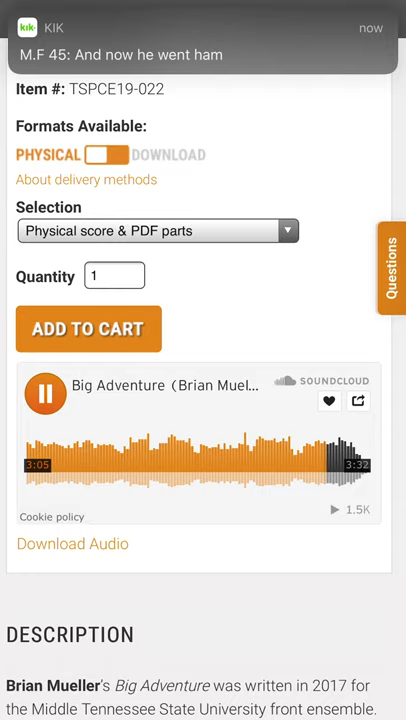 kik·
KIK
now
M.F 45: And now he went ham
Item #: TSPCE19-022
Formats Available:
PHYSICAL DOWNLOAD
About delivery methods
Selection
Physical score & PDF parts
Questions
Quantity 1
ADD TO CART
Big Adventure (Brian Muel...
SOUNDCLOUD
3:05
3:32
Cookie policy
1.5K
Download Audio
DESCRIPTION
Brian Mueller's Big Adventure was written in 2017 for
the Middle Tennessee State University front ensemble.